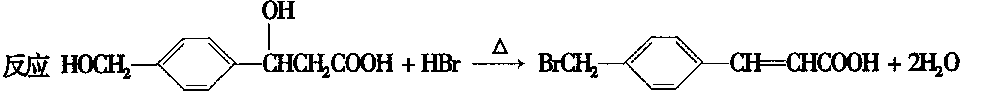 OH
反应 HOCH₂— —CHCH₂COOH + HBr △ → BrCH₂— —CH═CHCOOH + 2H₂O